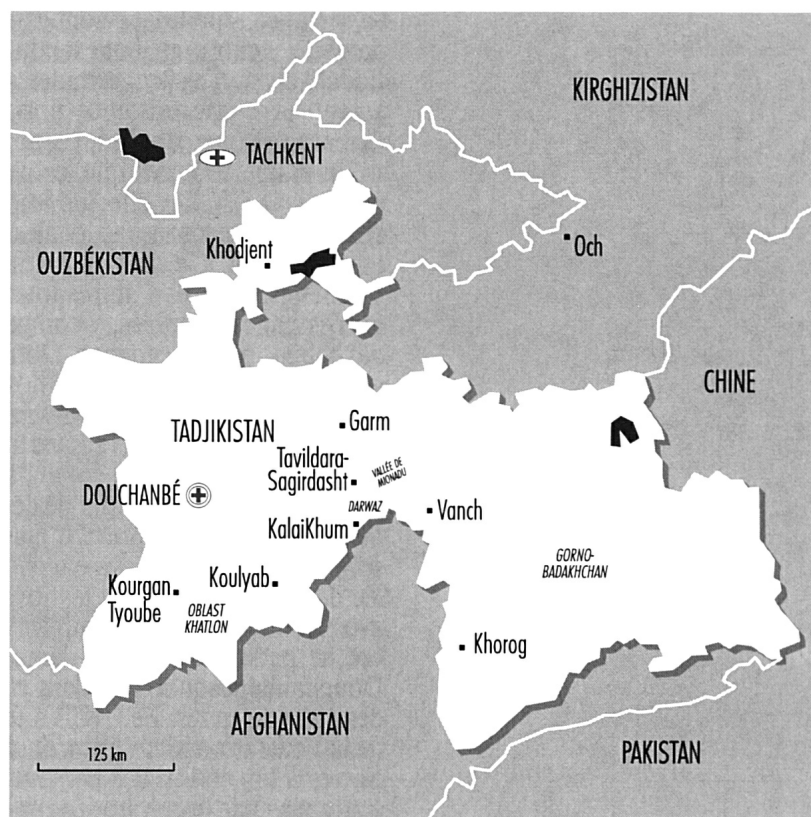 KIRGHIZISTAN
TACHKENT
Khodjent
Och
OUZBÉKISTAN
CHINE
TADJIKISTAN
Garm
Tavildara-
Sagirdasht
VALLÉE DE
MIONADU
DOUCHANBÉ
DARWAZ
KalaiKhum
Vanch
GORNO-
BADAKHCHAN
Kourgan
Tyoube
Koulyab
OBLAST
KHATLON
Khorog
AFGHANISTAN
PAKISTAN
125 km